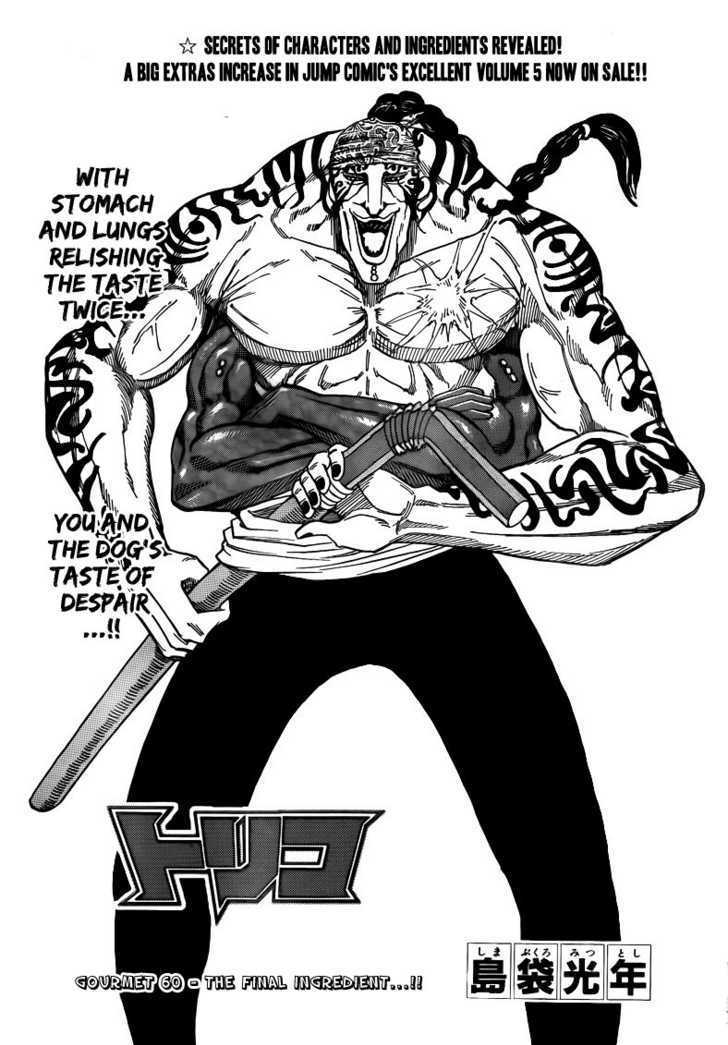 ☆ SECRETS OF CHARACTERS AND INGREDIENTS REVEALED!
A BIG EXTRAS INCREASE IN JUMP COMIC'S EXCELLENT VOLUME 5 NOW ON SALE!!
WITH
STOMACH
AND LUNGS
RELISHING
THE TASTE
TWICE...
YOU AND
THE DOG'S
TASTE OF
DESPAIR
...!!
トリコ
GOURMET 60 - THE FINAL INGREDIENT...!!
しま ぶくろ みつ とし
島袋光年